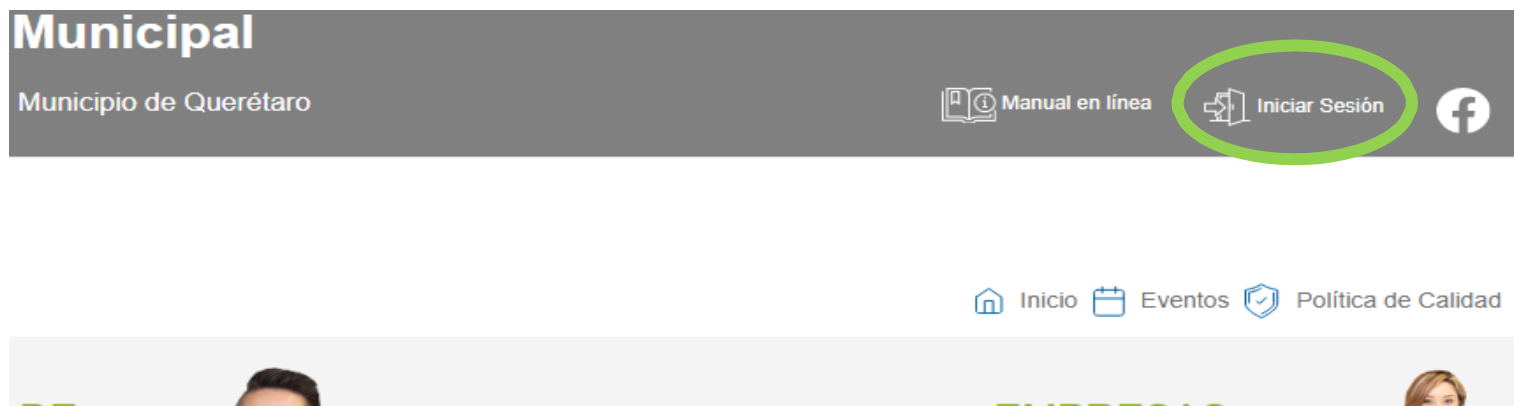 Municipal
Municipio de Querétaro
Manual en línea
Iniciar Sesión
Inicio
Eventos
Política de Calidad